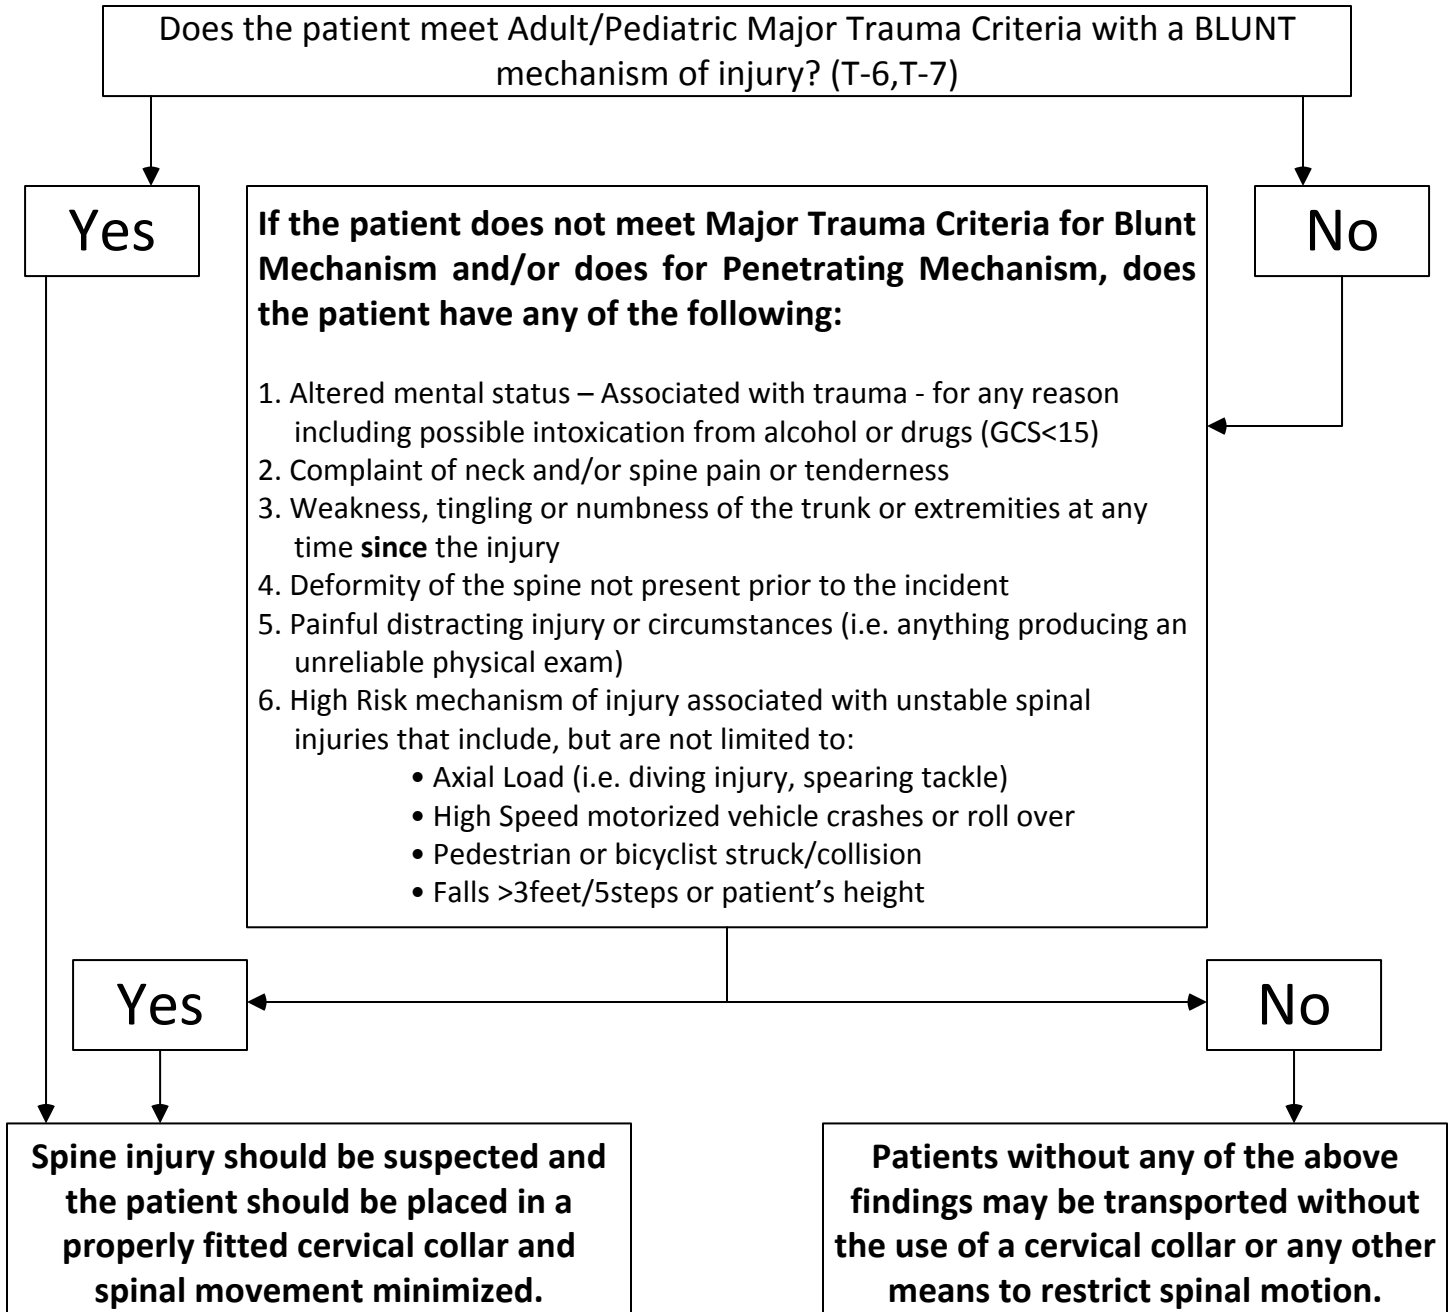 Does the patient meet Adult/Pediatric Major Trauma Criteria with a BLUNT
mechanism of injury? (T-6,T-7)
Yes
No
If the patient does not meet Major Trauma Criteria for Blunt
Mechanism and/or does for Penetrating Mechanism, does
the patient have any of the following:
1. Altered mental status – Associated with trauma - for any reason
including possible intoxication from alcohol or drugs (GCS<15)
2. Complaint of neck and/or spine pain or tenderness
3. Weakness, tingling or numbness of the trunk or extremities at any
time since the injury
4. Deformity of the spine not present prior to the incident
5. Painful distracting injury or circumstances (i.e. anything producing an
unreliable physical exam)
6. High Risk mechanism of injury associated with unstable spinal
injuries that include, but are not limited to:
• Axial Load (i.e. diving injury, spearing tackle)
• High Speed motorized vehicle crashes or roll over
• Pedestrian or bicyclist struck/collision
• Falls >3feet/5steps or patient’s height
Yes
No
Spine injury should be suspected and
the patient should be placed in a
properly fitted cervical collar and
spinal movement minimized.
Patients without any of the above
findings may be transported without
the use of a cervical collar or any other
means to restrict spinal motion.